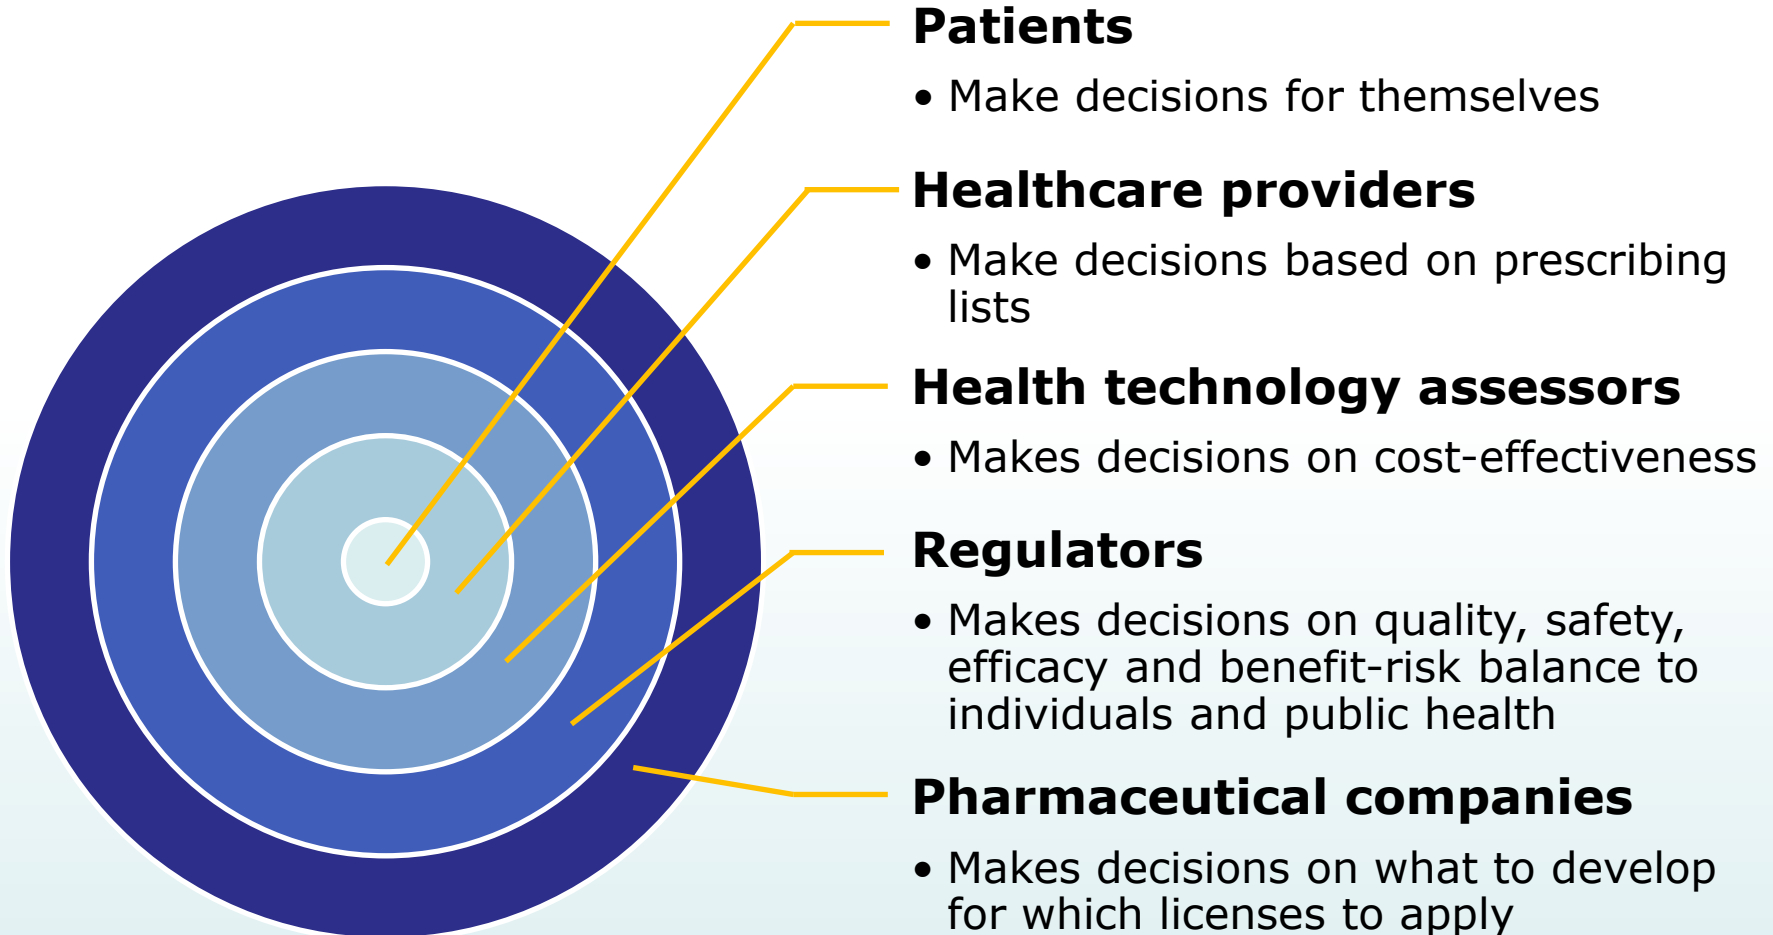 Patients
• Make decisions for themselves
Healthcare providers
• Make decisions based on prescribing
lists
Health technology assessors
• Makes decisions on cost-effectiveness
Regulators
• Makes decisions on quality, safety,
efficacy and benefit-risk balance to
individuals and public health
Pharmaceutical companies
• Makes decisions on what to develop
for which licenses to apply